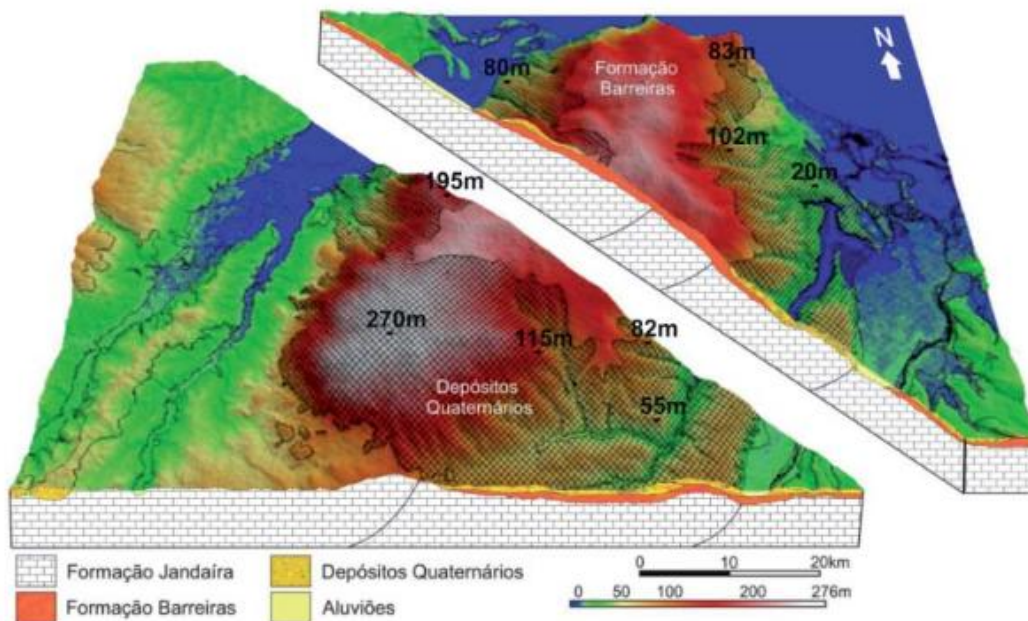 80m
Formação
Barreiras
83m
N
102m
20m
195m
270m
115m
82m
Depósitos
Quaternários
55m
Formação Jandaíra
Formação Barreiras
Depósitos Quaternários
Aluviões
0 10 20km
0 50 100 200 276m